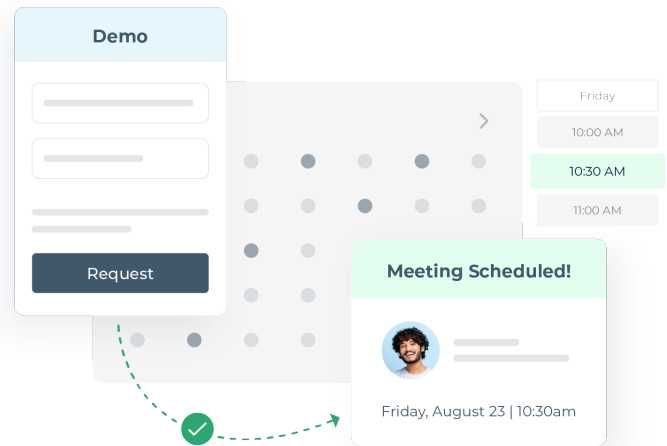 Demo
Request
Friday
10:00 AM
10:30 AM
11:00 AM
Meeting Scheduled!
Friday, August 23 | 10:30am